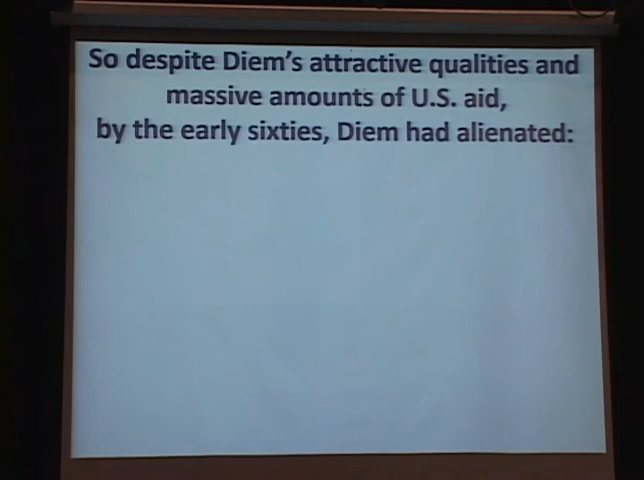 So despite Diem's attractive qualities and
massive amounts of U.S. aid,
by the early sixties, Diem had alienated: